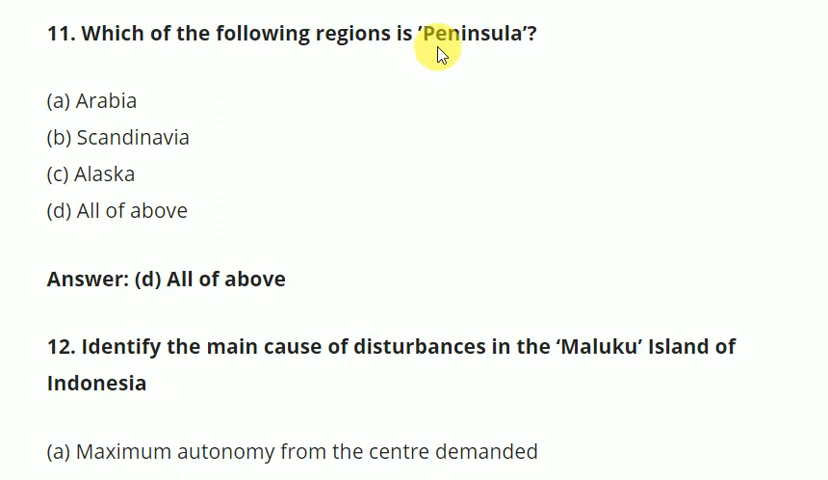 11. Which of the following regions is ’Peninsula’?
(a) Arabia
(b) Scandinavia
(c) Alaska
(d) All of above
Answer: (d) All of above
12. Identify the main cause of disturbances in the ‘Maluku’ Island of
Indonesia
(a) Maximum autonomy from the centre demanded